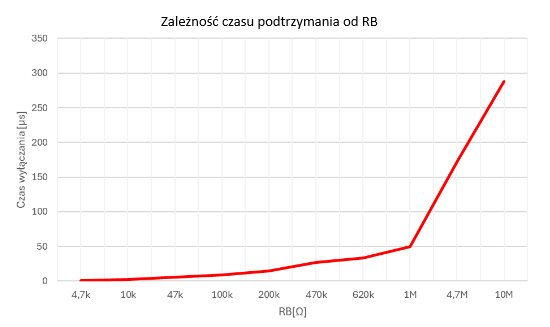 Zależność czasu podtrzymania od RB
350
300
250
200
150
100
50
0
Czas wyłączania [µs]
4,7k 10k 47k 100k 200k 470k 620k 1M 4,7M 10M
RB[Ω]